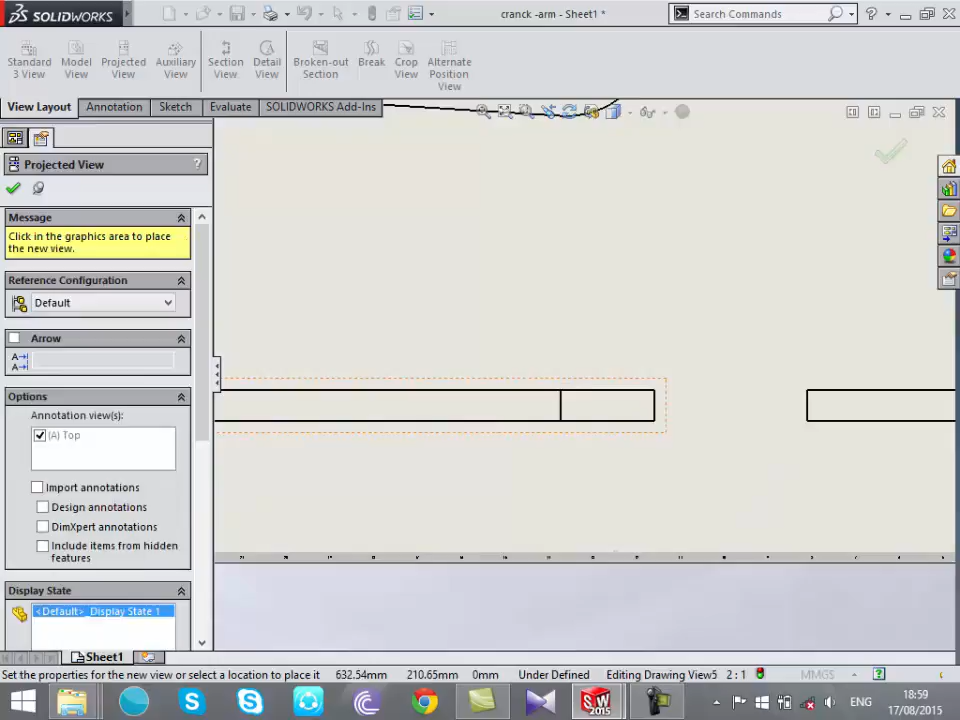 SOLIDWORKS
cranck -arm - Sheet1 *
Search Commands
Standard 3 View
Model View
Projected View
Auxiliary View
Section View
Detail View
Broken-out Section
Break
Crop View
Alternate Position View
View Layout
Annotation
Sketch
Evaluate
SOLIDWORKS Add-Ins
Projected View
?
Message
Click in the graphics area to place
the new view.
Reference Configuration
Default
Arrow
Options
Annotation view(s):
(A) Top
Import annotations
Design annotations
DimXpert annotations
Include items from hidden
features
Display State
<Default>_Display State 1
Sheet1
Set the properties for the new view or select a location to place it
632.54mm
210.65mm
0mm
Under Defined
Editing Drawing View5
2 : 1
MMGS
ENG
18:59
17/08/2015